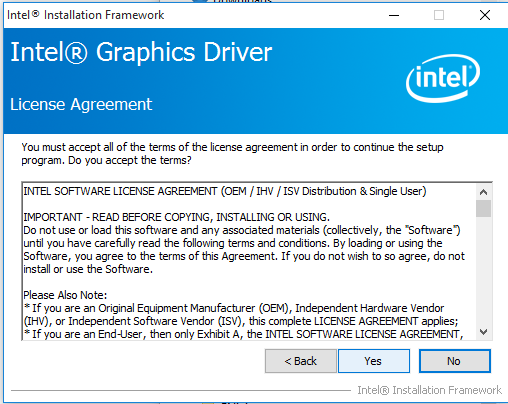 Downloads
Intel® Installation Framework
Intel® Graphics Driver
intel
License Agreement
You must accept all of the terms of the license agreement in order to continue the setup
program. Do you accept the terms?
INTEL SOFTWARE LICENSE AGREEMENT (OEM / IHV / ISV Distribution & Single User)
IMPORTANT - READ BEFORE COPYING, INSTALLING OR USING.
Do not use or load this software and any associated materials (collectively, the "Software")
until you have carefully read the following terms and conditions. By loading or using the
Software, you agree to the terms of this Agreement. If you do not wish to so agree, do not
install or use the Software.
Please Also Note:
* If you are an Original Equipment Manufacturer (OEM), Independent Hardware Vendor
(IHV), or Independent Software Vendor (ISV), this complete LICENSE AGREEMENT applies;
* If you are an End-User, then only Exhibit A, the INTEL SOFTWARE LICENSE AGREEMENT,
< Back
Yes
No
Intel® Installation Framework